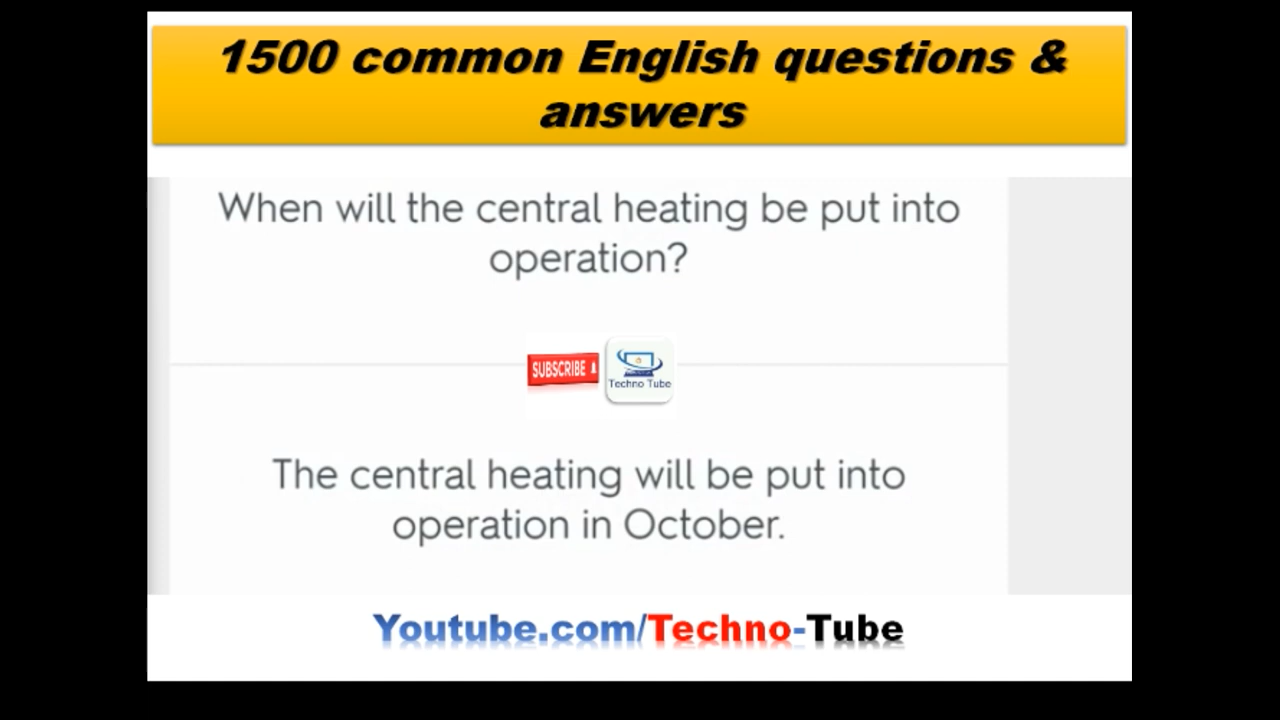 1500 common English questions &
answers
When will the central heating be put into
operation?
SUBSCRIBE
Techno Tube
The central heating will be put into
operation in October.
Youtube.com/Techno-Tube